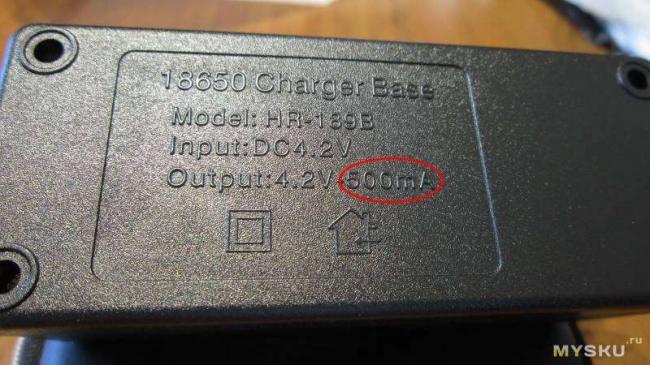 18650 Charger Base
Model: HR-189B
Input:DC4.2V
Output:4.2V-500mA
MYSKU.ru